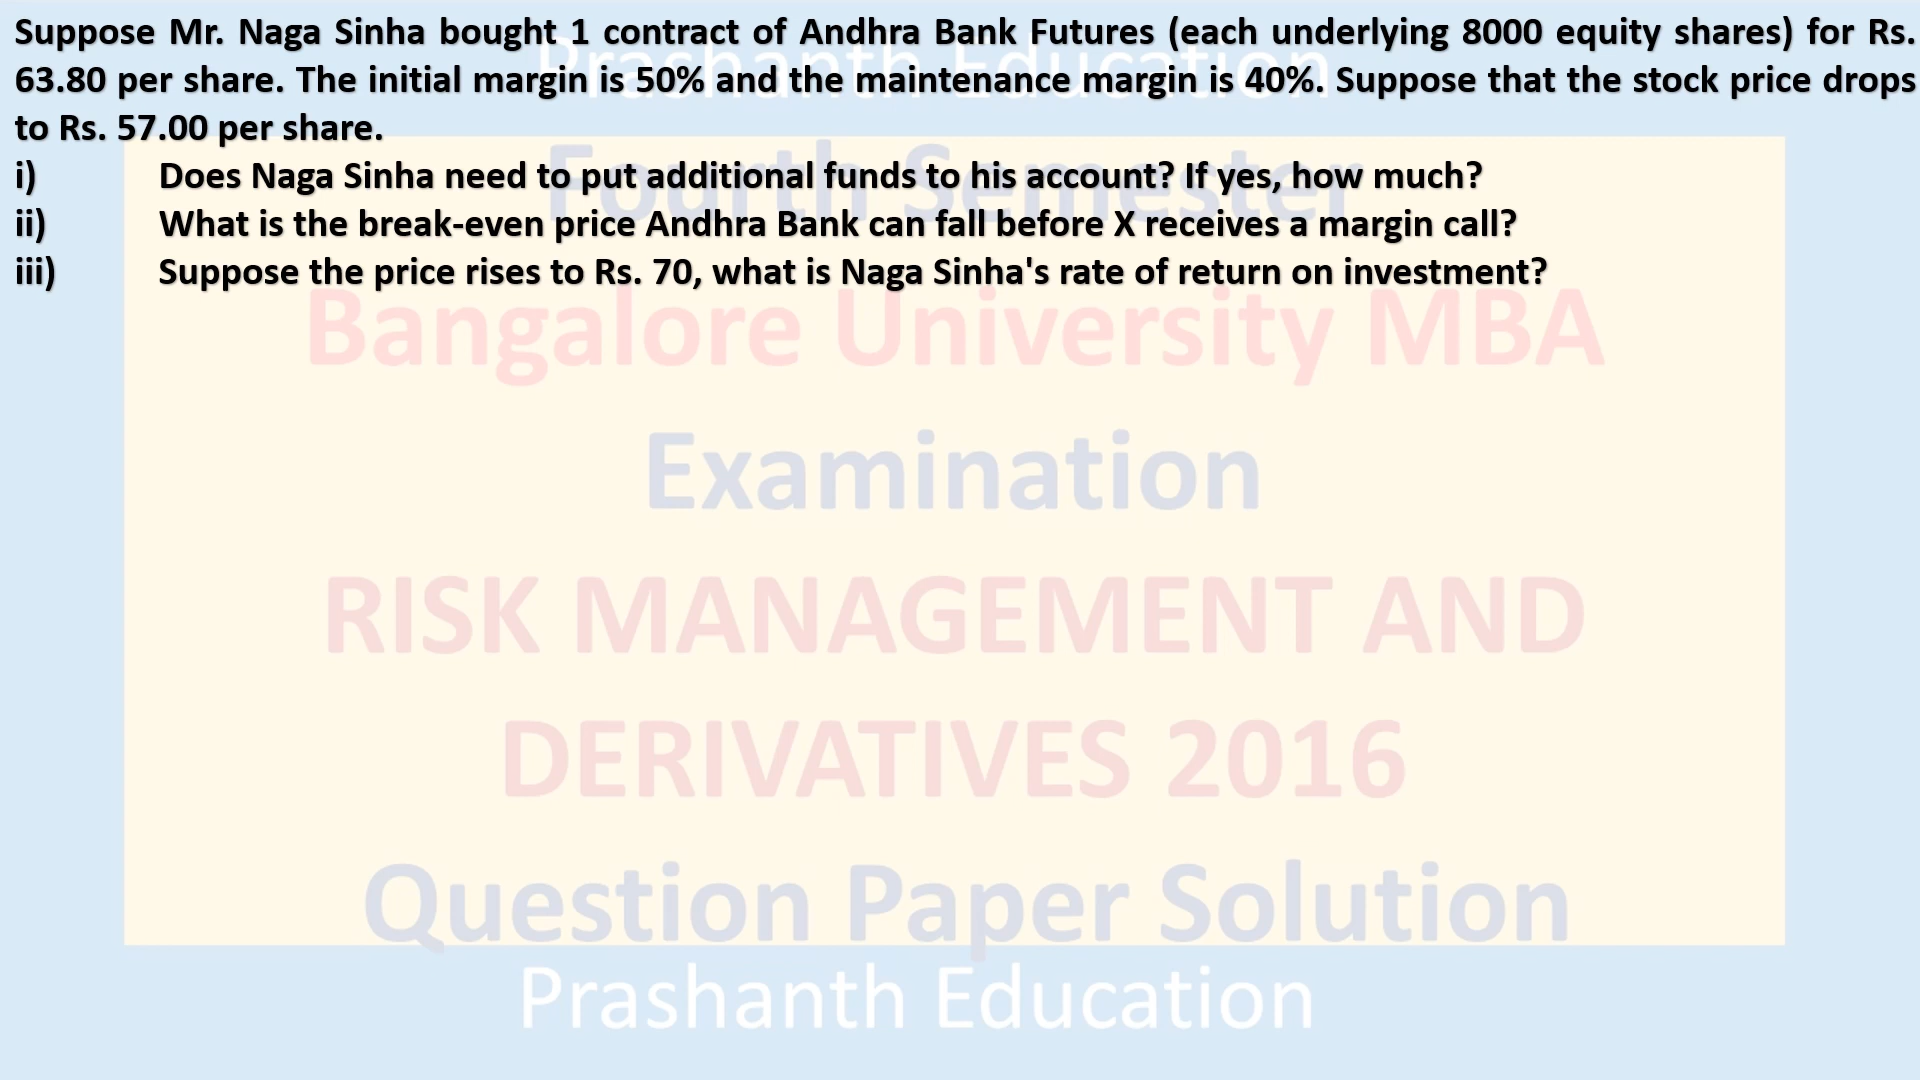 Prashanth Education
Suppose Mr. Naga Sinha bought 1 contract of Andhra Bank Futures (each underlying 8000 equity shares) for Rs.
63.80 per share. The initial margin is 50% and the maintenance margin is 40%. Suppose that the stock price drops
to Rs. 57.00 per share.
Fourth Semester
i) Does Naga Sinha need to put additional funds to his account? If yes, how much?
ii) What is the break-even price Andhra Bank can fall before X receives a margin call?
iii) Suppose the price rises to Rs. 70, what is Naga Sinha's rate of return on investment?
Bangalore University MBA
Examination
RISK MANAGEMENT AND
DERIVATIVES 2016
Question Paper Solution
Prashanth Education